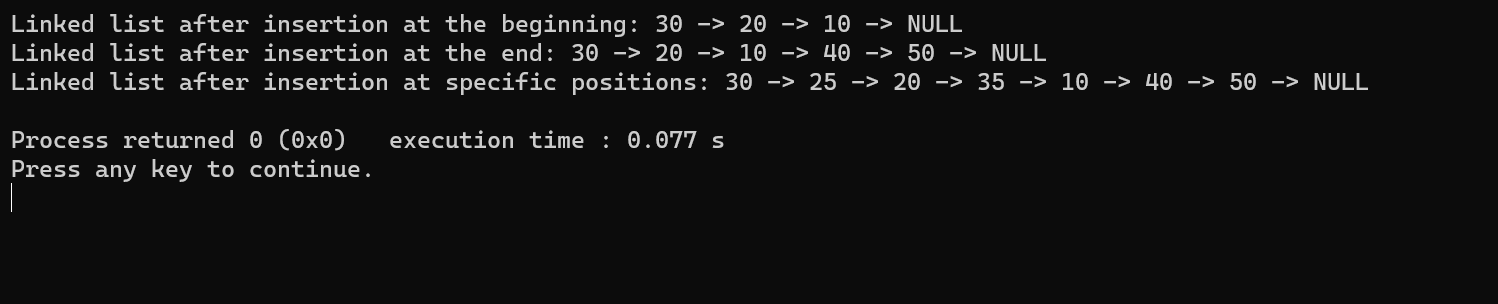 Linked list after insertion at the beginning: 30 -> 20 -> 10 -> NULL
Linked list after insertion at the end: 30 -> 20 -> 10 -> 40 -> 50 -> NULL
Linked list after insertion at specific positions: 30 -> 25 -> 20 -> 35 -> 10 -> 40 -> 50 -> NULL
Process returned 0 (0x0)   execution time : 0.077 s
Press any key to continue.